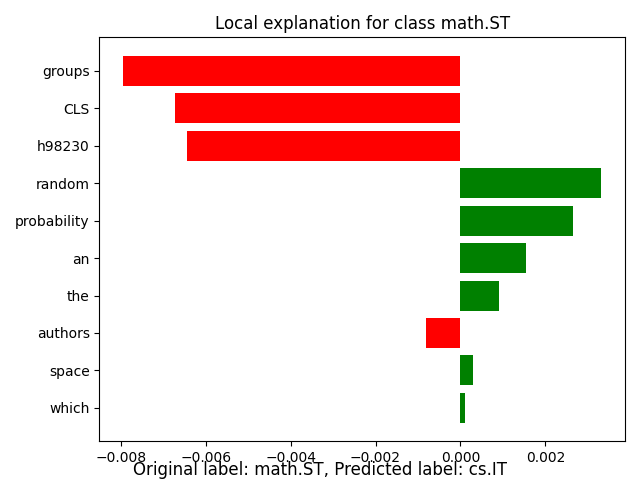 Local explanation for class math.ST
groups
CLS
h98230
random
probability
an
the
authors
space
which
−0.008 −0.006 −0.004 −0.002 0.000 0.002
Original label: math.ST, Predicted label: cs.IT